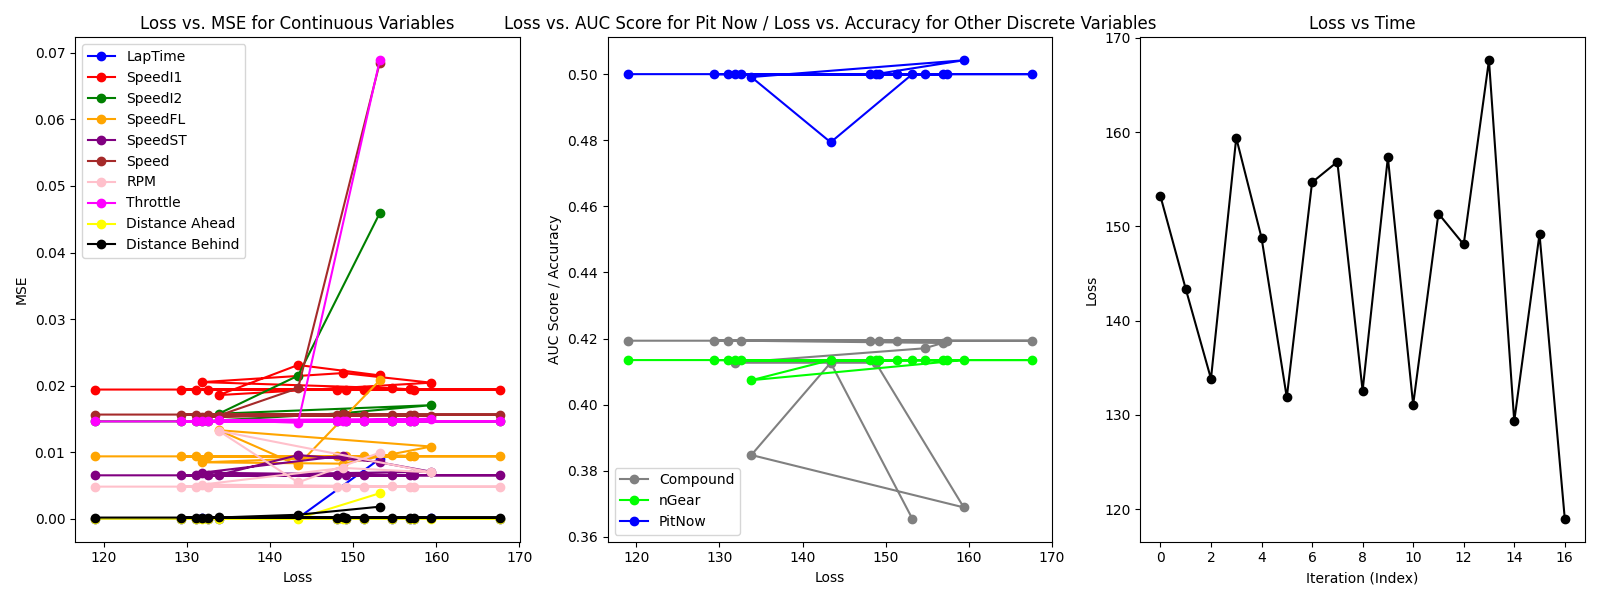 Loss vs. MSE for Continuous Variables
MSE
0.07
0.06
0.05
0.04
0.03
0.02
0.01
0.00
LapTime
SpeedI1
SpeedI2
SpeedFL
SpeedST
Speed
RPM
Throttle
Distance Ahead
Distance Behind
120 130 140 150 160 170
Loss
Loss vs. AUC Score for Pit Now / Loss vs. Accuracy for Other Discrete Variables
AUC Score / Accuracy
0.50
0.48
0.46
0.44
0.42
0.40
0.38
0.36
Compound
nGear
PitNow
120 130 140 150 160 170
Loss
Loss vs Time
Loss
170
160
150
140
130
120
0 2 4 6 8 10 12 14 16
Iteration (Index)